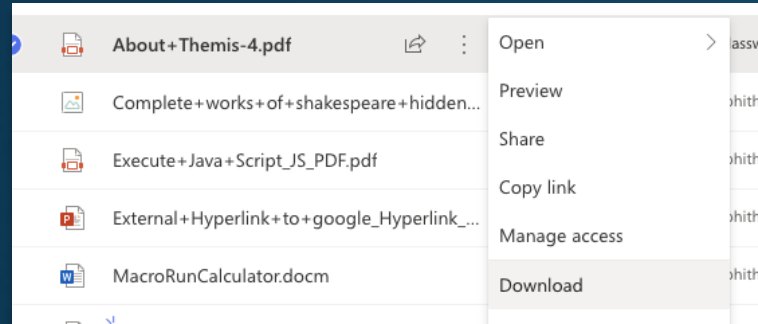 About+Themis-4.pdf
Complete+works+of+shakespeare+hidden...
Execute+Java+Script_JS_PDF.pdf
External+Hyperlink+to+google_Hyperlink_...
MacroRunCalculator.docm
Open
Preview
Share
Copy link
Manage access
Download